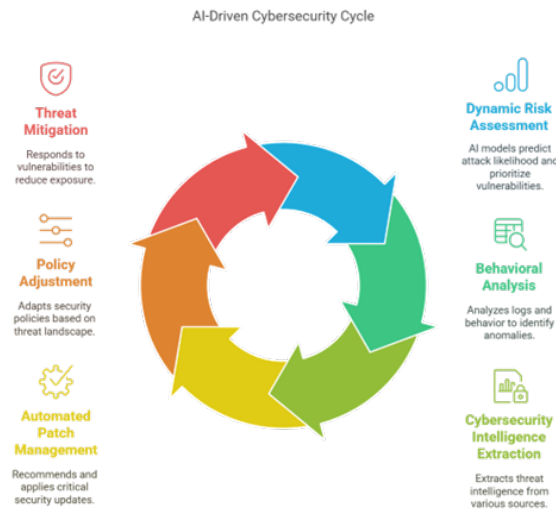 AI-Driven Cybersecurity Cycle
Threat
Mitigation
Responds to
vulnerabilities to
reduce exposure.
Policy
Adjustment
Adapts security
policies based on
threat landscape.
Automated
Patch
Management
Recommends and
applies critical
security updates.
Dynamic Risk
Assessment
AI models predict
attack likelihood and
prioritize
vulnerabilities.
Behavioral
Analysis
Analyzes logs and
behavior to identify
anomalies.
Cybersecurity
Intelligence
Extraction
Extracts threat
intelligence from
various sources.